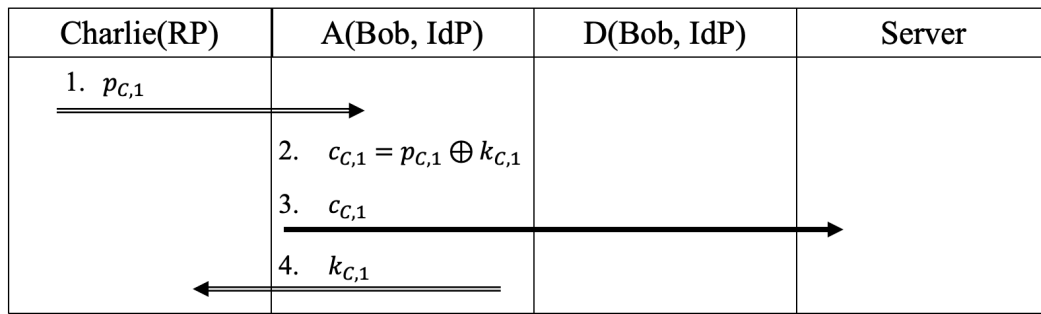 Charlie(RP) A(Bob, IdP) D(Bob, IdP) Server
1. p_{C,1}
2. c_{C,1} = p_{C,1} ⊕ k_{C,1}
3. c_{C,1}
4. k_{C,1}